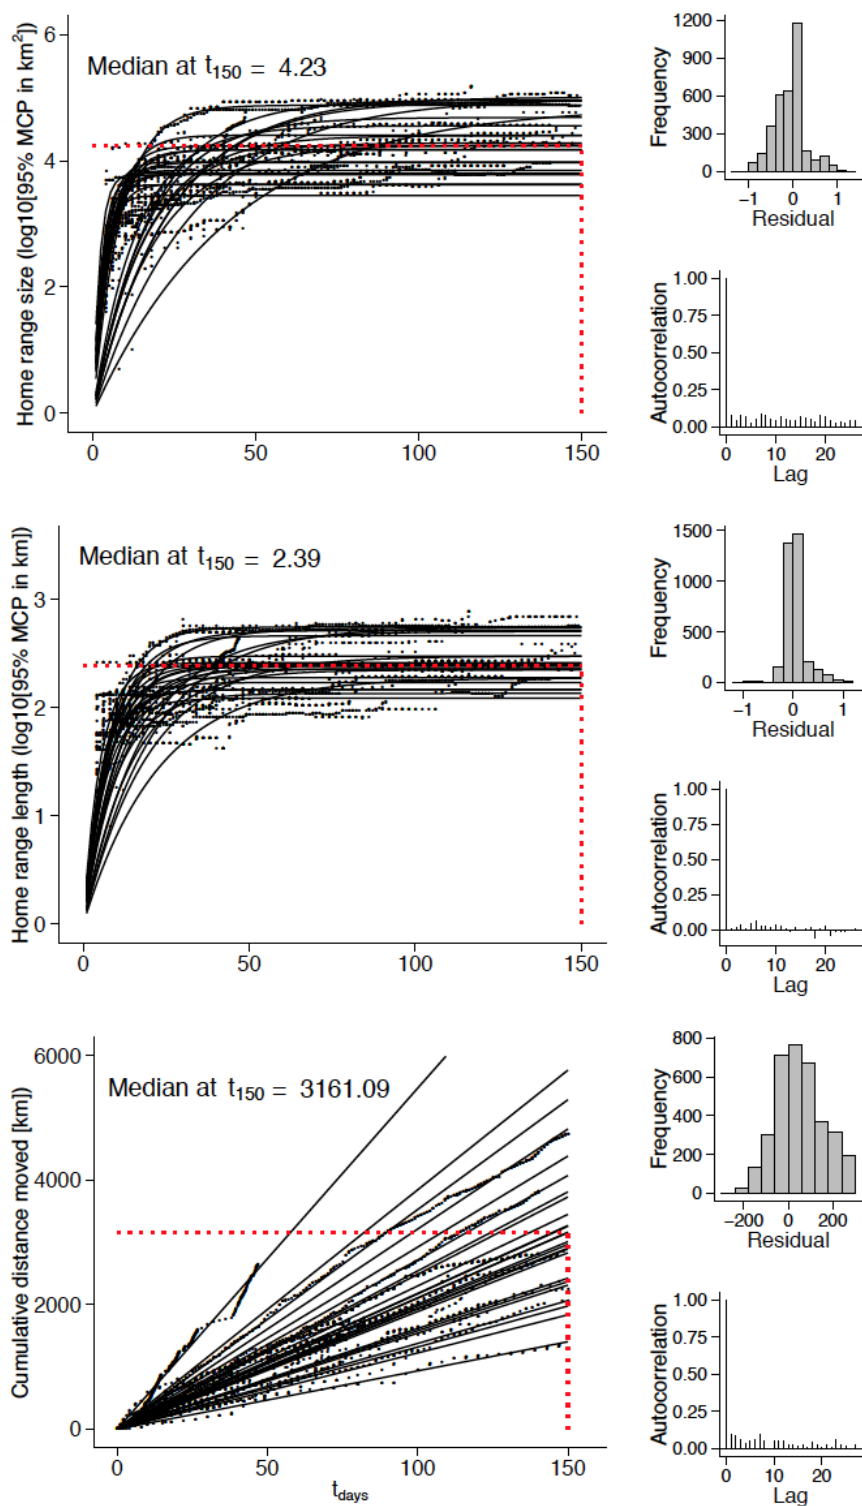 Home range size (log10[95% MCP in km²])
6
4
2
0
Median at t₁₅₀ = 4.23
0 50 100 150
Frequency
1200
900
600
300
0
−1 0 1
Residual
Autocorrelation
1.00
0.75
0.50
0.25
0.00
0 10 20
Lag
Home range length (log10[95% MCP in km])
3
2
1
0
Median at t₁₅₀ = 2.39
0 50 100 150
Frequency
1500
1000
500
0
−1 0 1
Residual
Autocorrelation
1.00
0.75
0.50
0.25
0.00
0 10 20
Lag
Cumulative distance moved [km]
6000
4000
2000
0
Median at t₁₅₀ = 3161.09
0 50 100 150
t_days
Frequency
800
600
400
200
0
−200 0 200
Residual
Autocorrelation
1.00
0.75
0.50
0.25
0.00
0 10 20
Lag